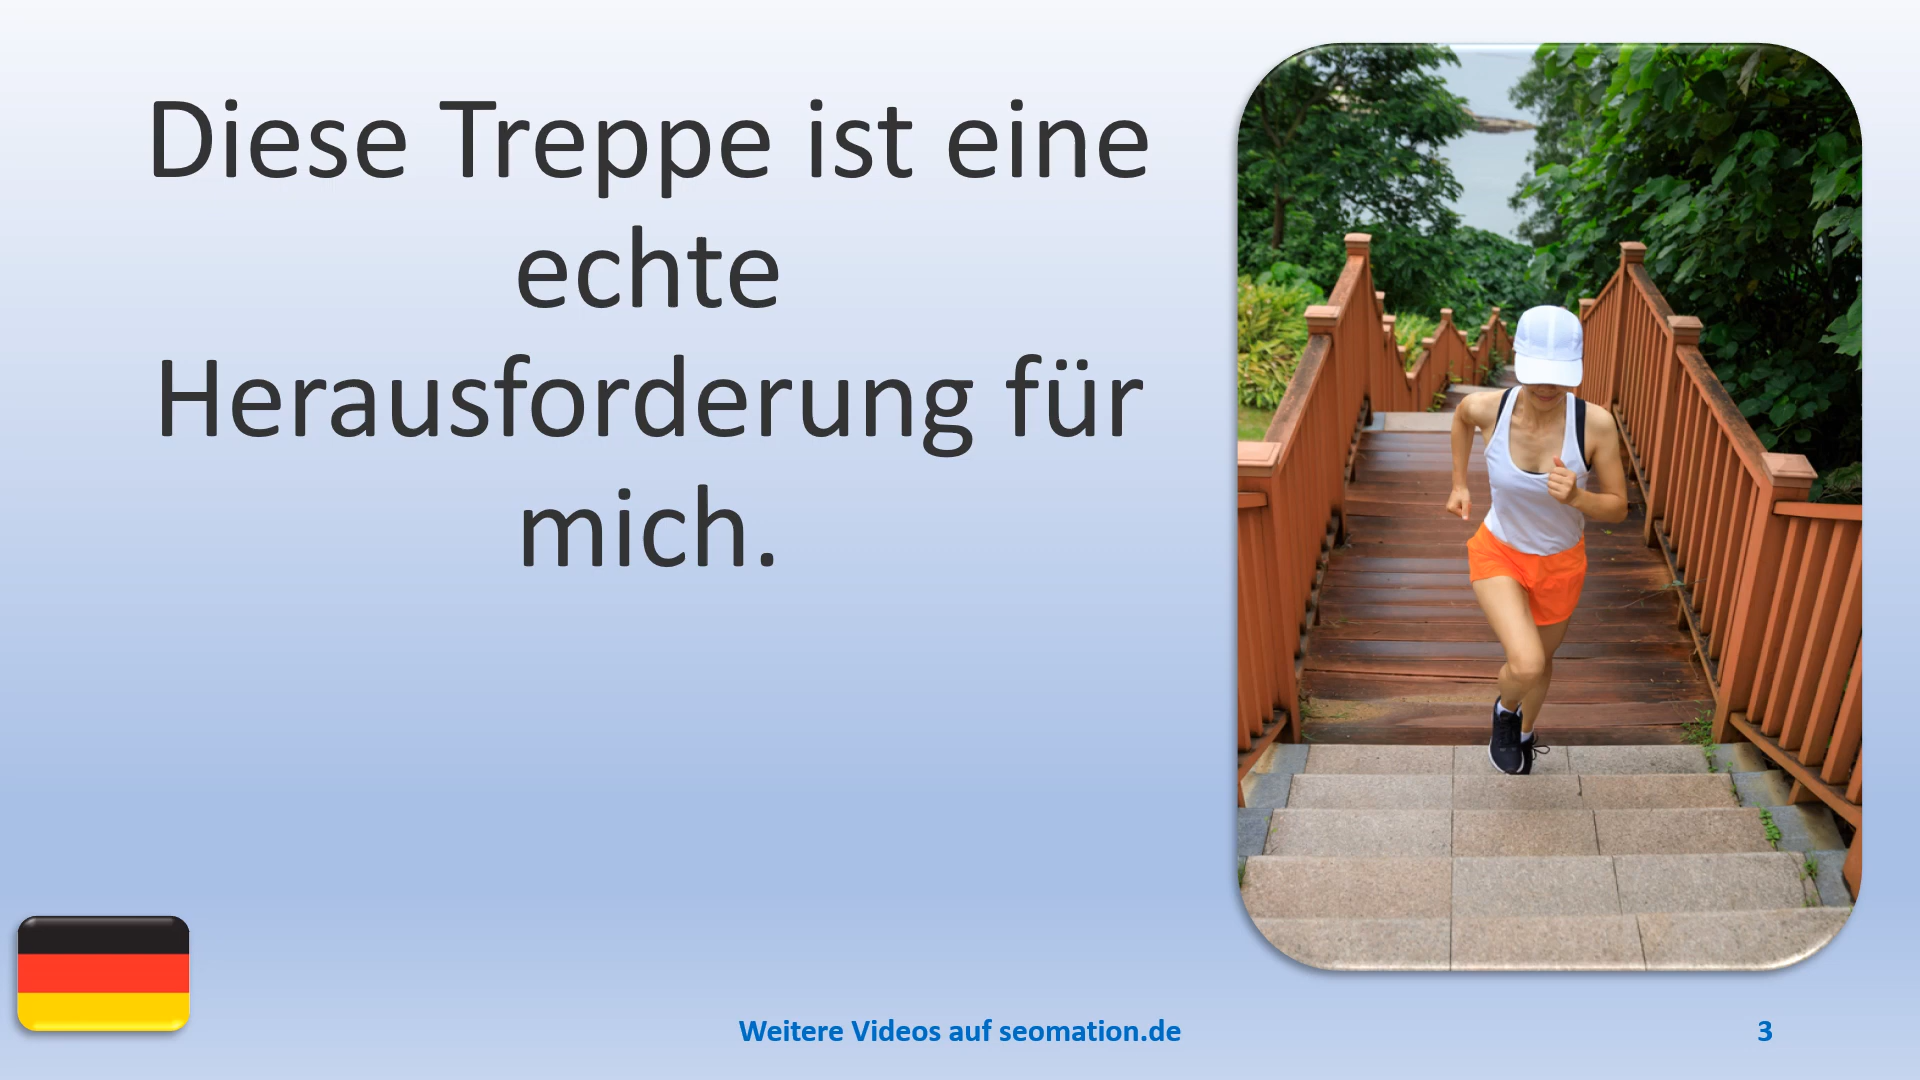 Diese Treppe ist eine
echte
Herausforderung für
mich.
Weitere Videos auf seomation.de
3